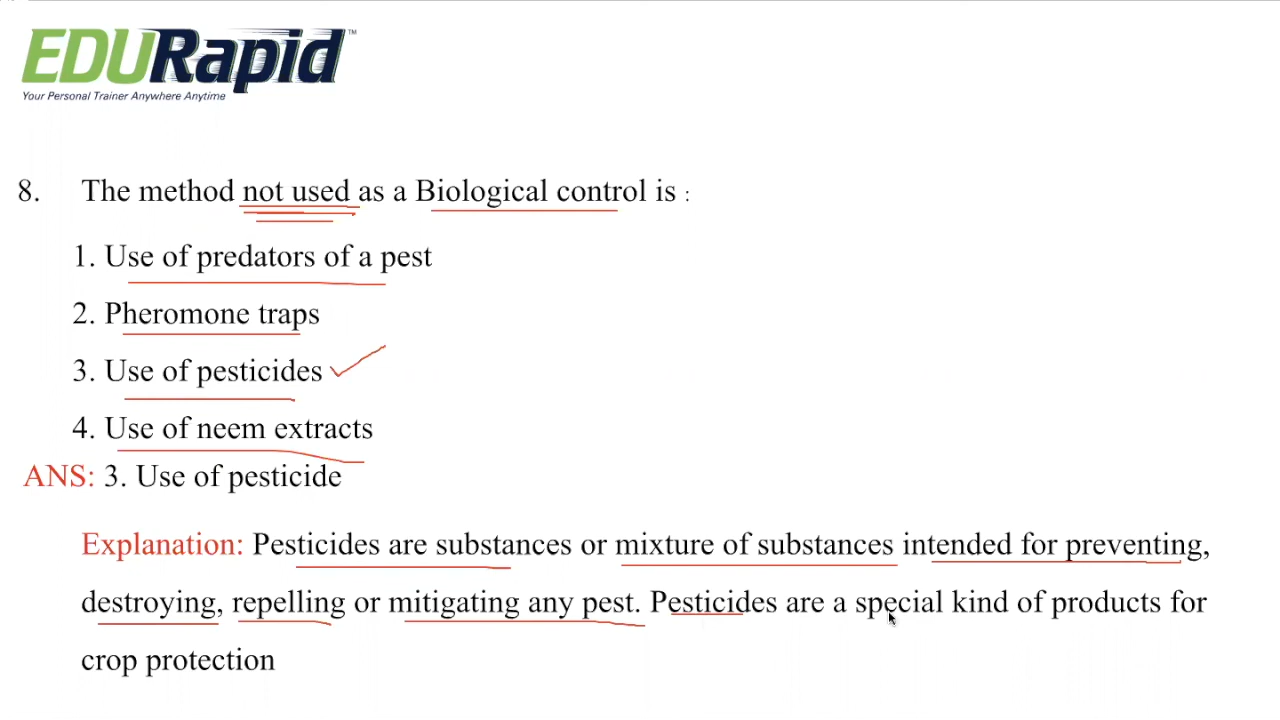 EDURapid™
Your Personal Trainer Anywhere Anytime
8. The method not used as a Biological control is :
1. Use of predators of a pest
2. Pheromone traps
3. Use of pesticides
4. Use of neem extracts
ANS: 3. Use of pesticide
Explanation: Pesticides are substances or mixture of substances intended for preventing,
destroying, repelling or mitigating any pest. Pesticides are a special kind of products for
crop protection